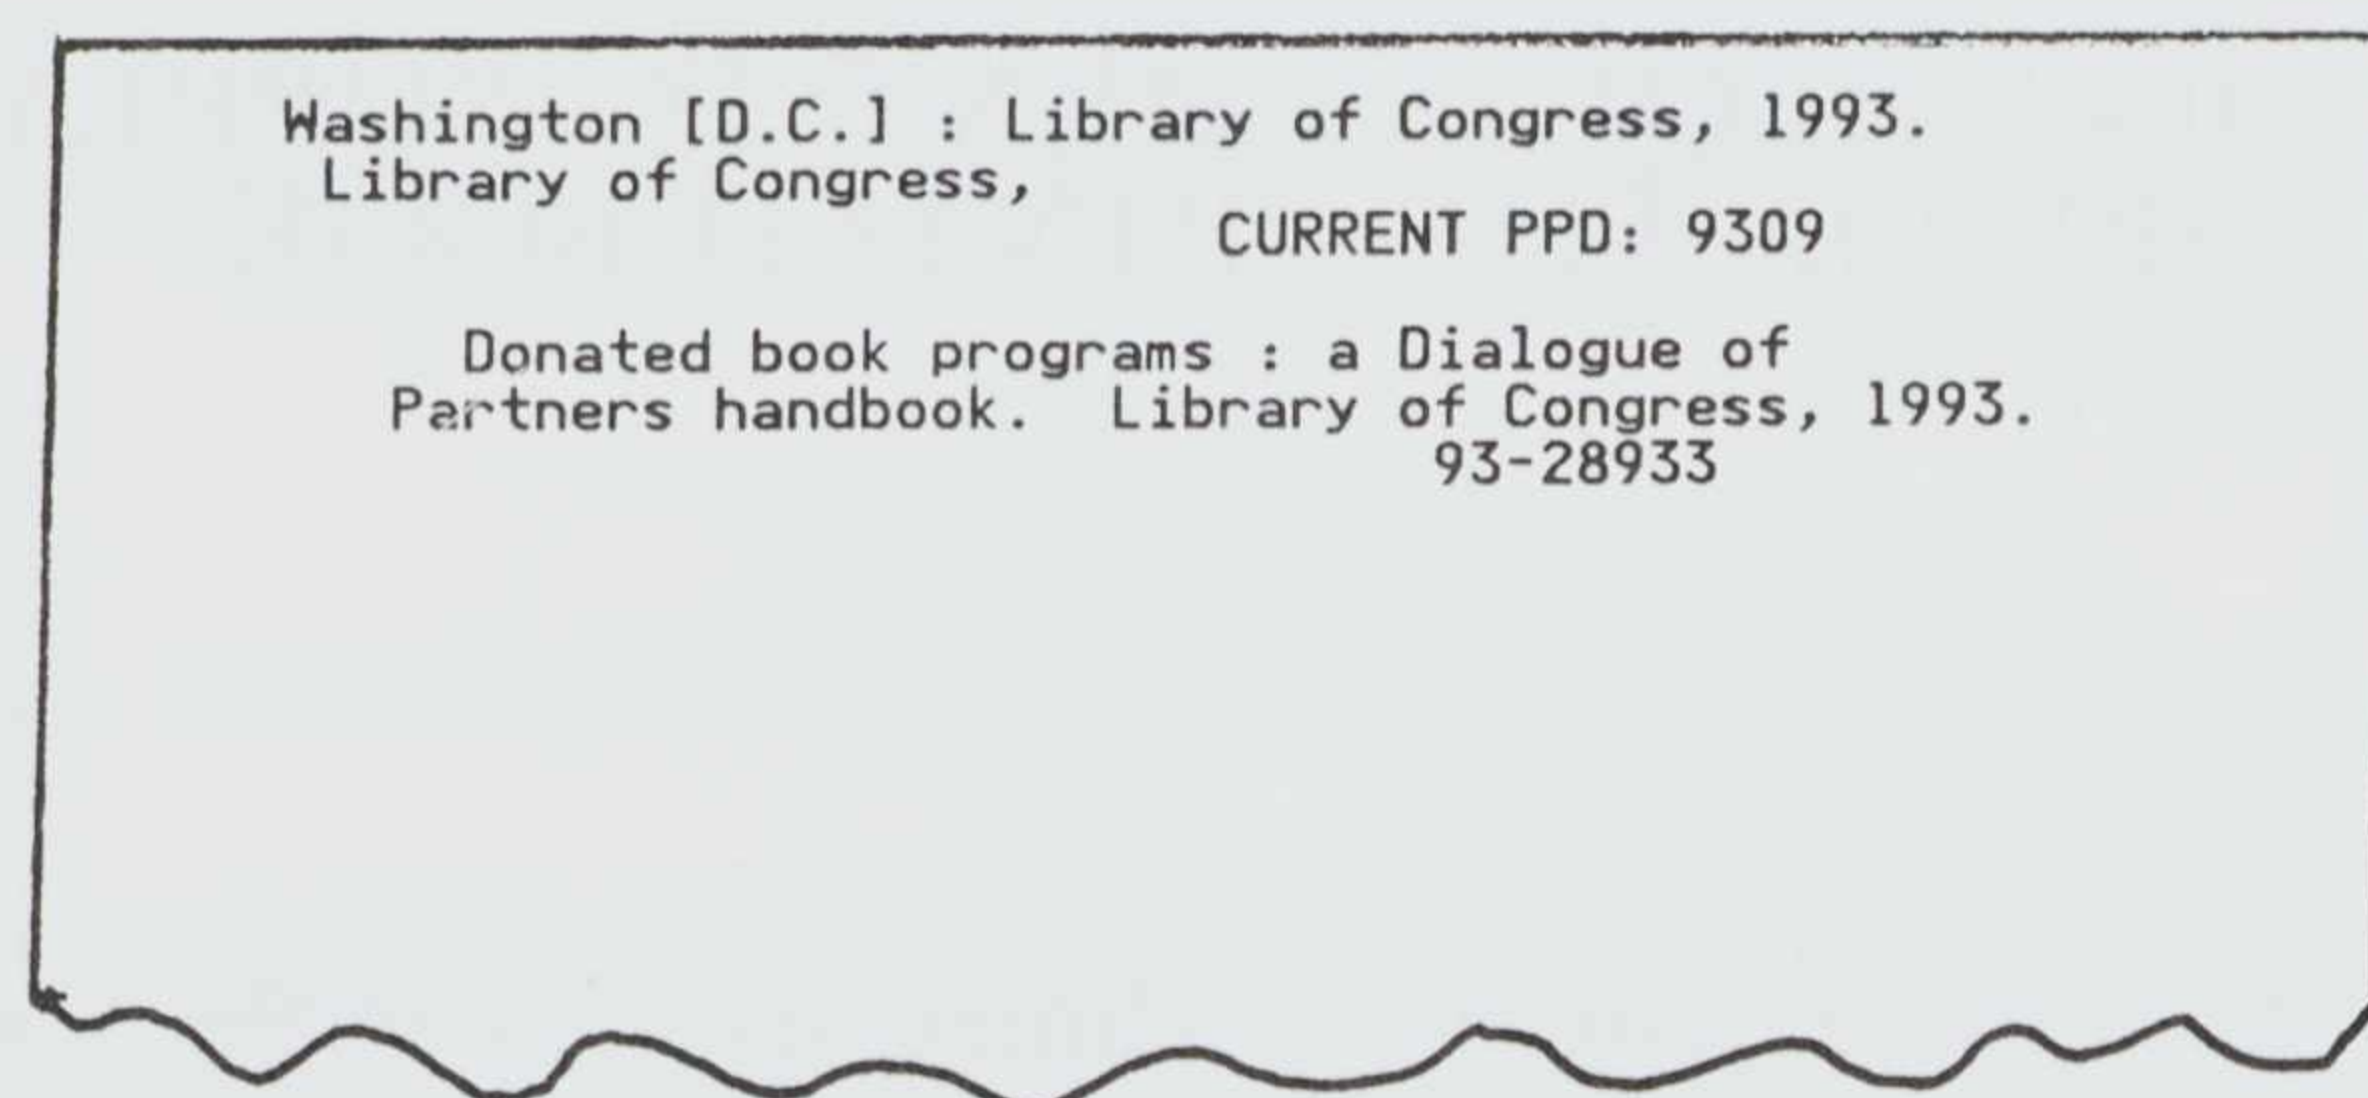 Washington [D.C.] : Library of Congress, 1993.
Library of Congress,
CURRENT PPD: 9309
Donated book programs : a Dialogue of
Partners handbook. Library of Congress, 1993.
93-28933